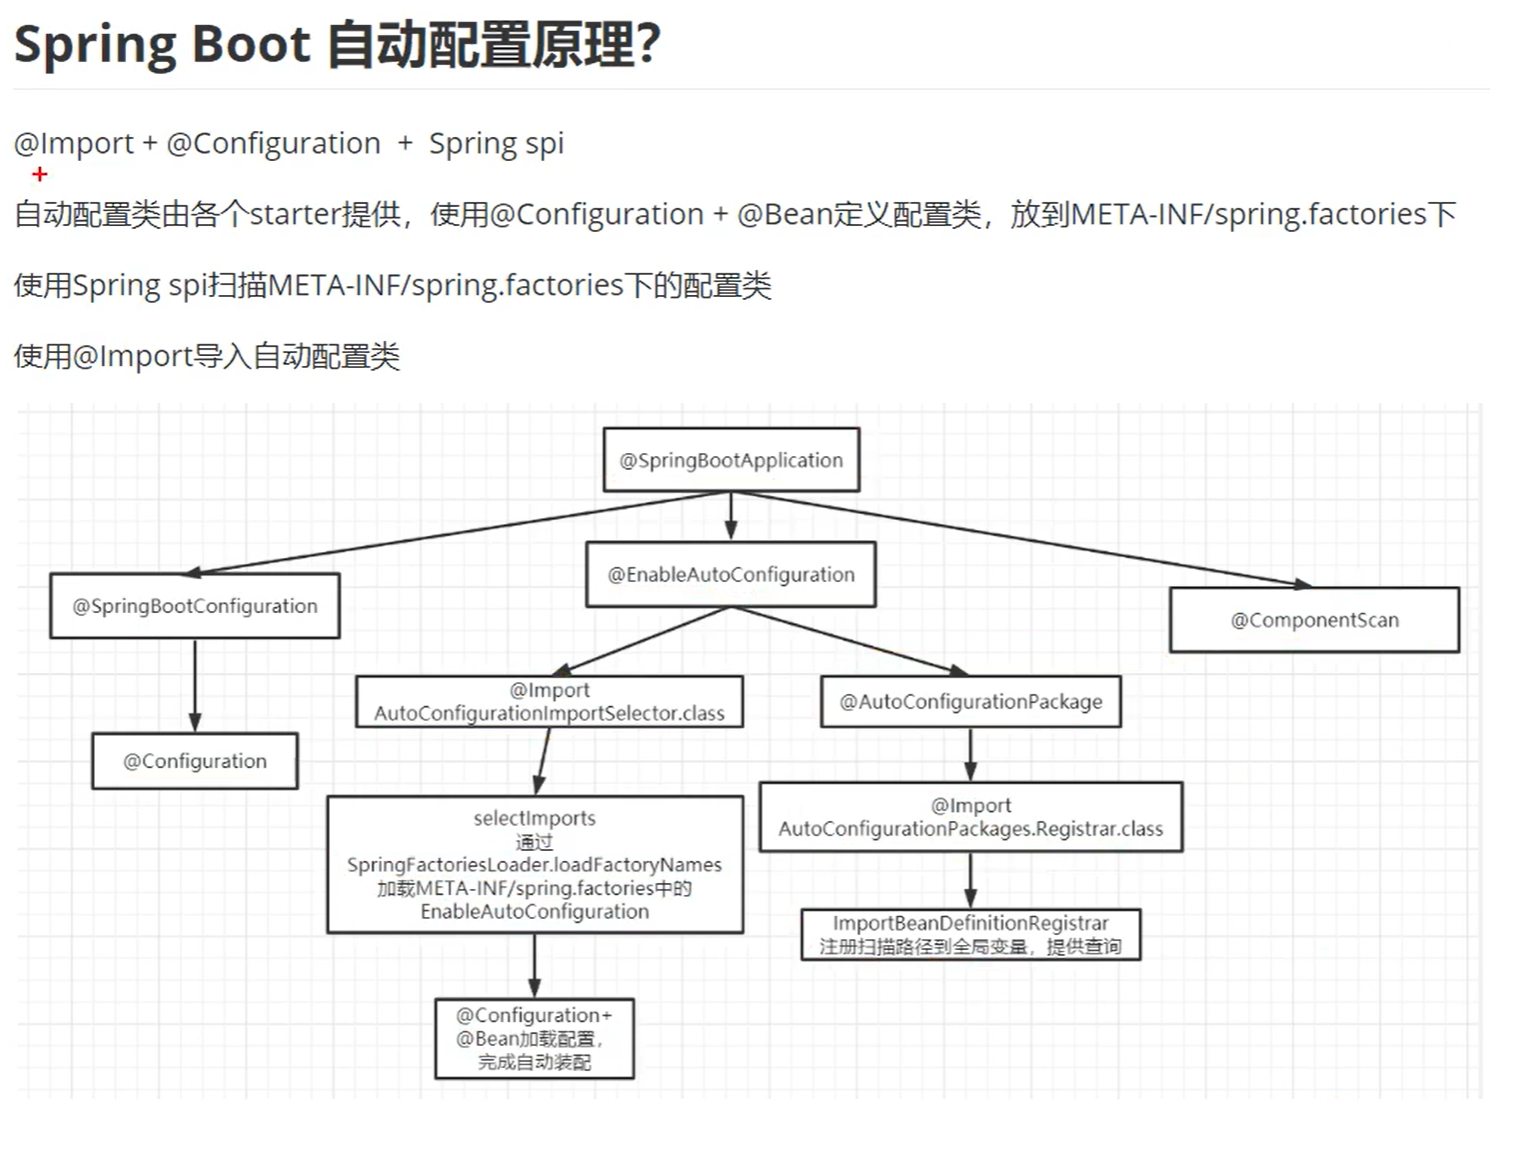 Spring Boot 自动配置原理?
@Import + @Configuration + Spring spi
自动配置类由各个starter提供，使用@Configuration + @Bean定义配置类，放到META-INF/spring.factories下
使用Spring spi扫描META-INF/spring.factories下的配置类
使用@Import导入自动配置类
@SpringBootApplication
@EnableAutoConfiguration
@SpringBootConfiguration
@ComponentScan
@Import
AutoConfigurationImportSelector.class
@AutoConfigurationPackage
@Configuration
selectImports
通过
SpringFactoriesLoader.loadFactoryNames
加载META-INF/spring.factories中的
EnableAutoConfiguration
@Import
AutoConfigurationPackages.Registrar.class
ImportBeanDefinitionRegistrar
注册扫描路径到全局变量，提供查询
@Configuration+
@Bean加载配置，
完成自动装配